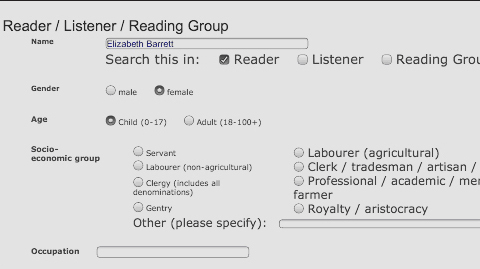 Reader / Listener / Reading Group
Name Elizabeth Barrett
Search this in: Reader Listener Reading
Gender male female
Age Child (0-17) Adult (18-100+)
Socio-economic group
Servant Labourer (agricultural)
Labourer (non-agricultural) Clerk / tradesman / artisan /
Clergy (includes all denominations) Professional / academic /
farmer
Gentry Royalty / aristocracy
Other (please specify):
Occupation